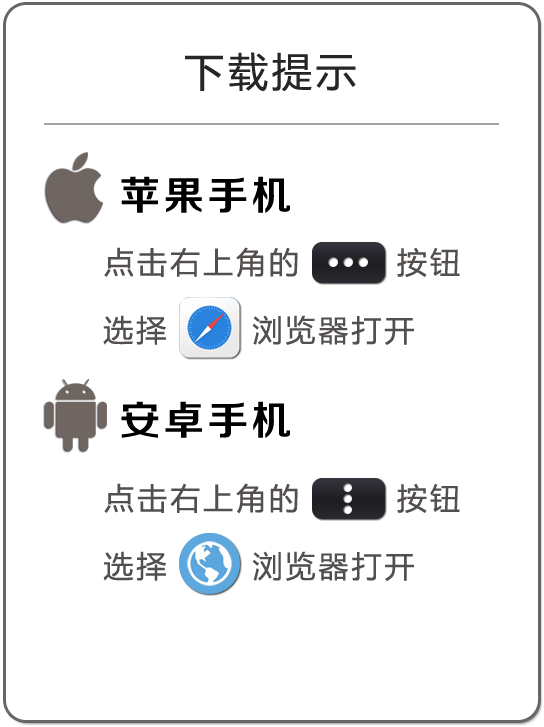 下载提示
苹果手机
点击右上角的 按钮
选择 浏览器打开
安卓手机
点击右上角的 按钮
选择 浏览器打开